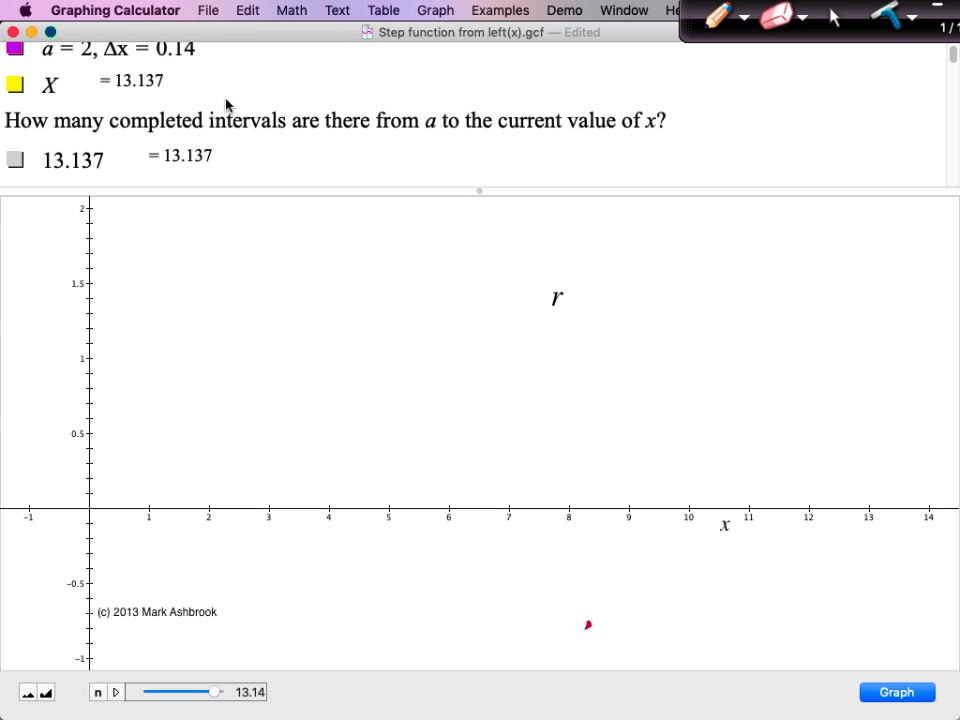 Graphing Calculator File Edit Math Text Table Graph Examples Demo Window
Step function from left(x).gcf — Edited
a = 2, Δx = 0.14
X = 13.137
How many completed intervals are there from a to the current value of x?
13.137 = 13.137
2
1.5
r
1
0.5
-1 1 2 3 4 5 6 7 8 9 10 11 12 13 14
x
-0.5
(c) 2013 Mark Ashbrook
-1
n 13.14 Graph